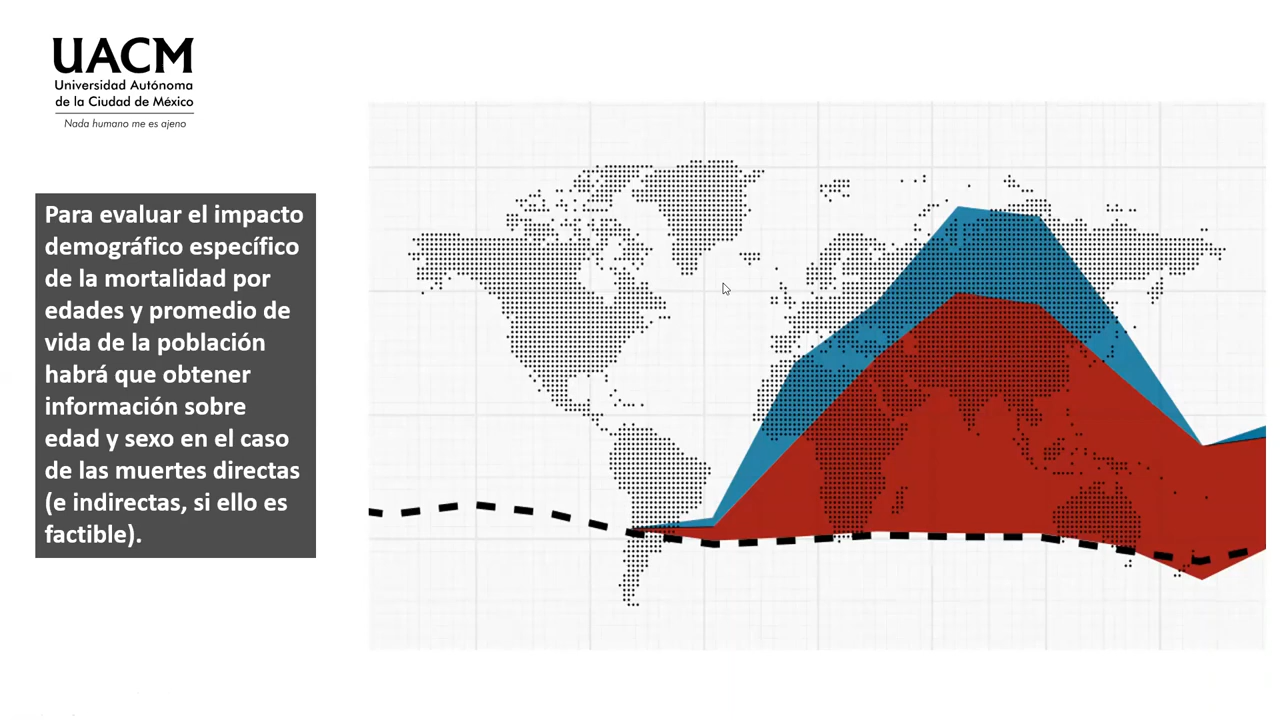 UACM
Universidad Autónoma
de la Ciudad de México
Nada humano me es ajeno
Para evaluar el impacto
demográfico específico
de la mortalidad por
edades y promedio de
vida de la población
habrá que obtener
información sobre
edad y sexo en el caso
de las muertes directas
(e indirectas, si ello es
factible).